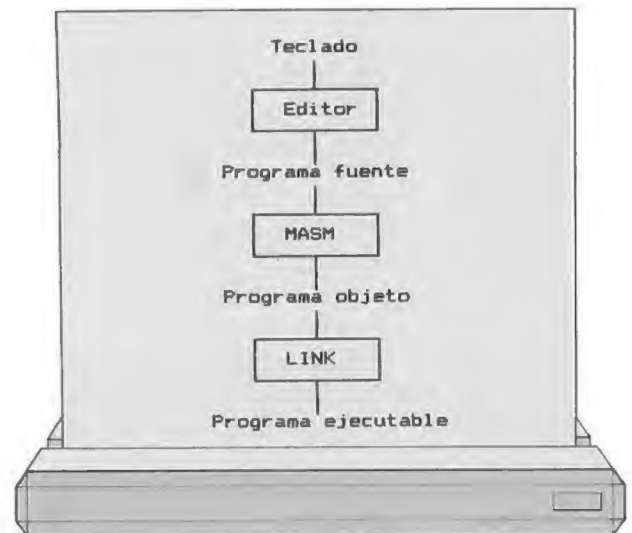 Teclado
Editor
Programa fuente
MASM
Programa objeto
LINK
Programa ejecutable